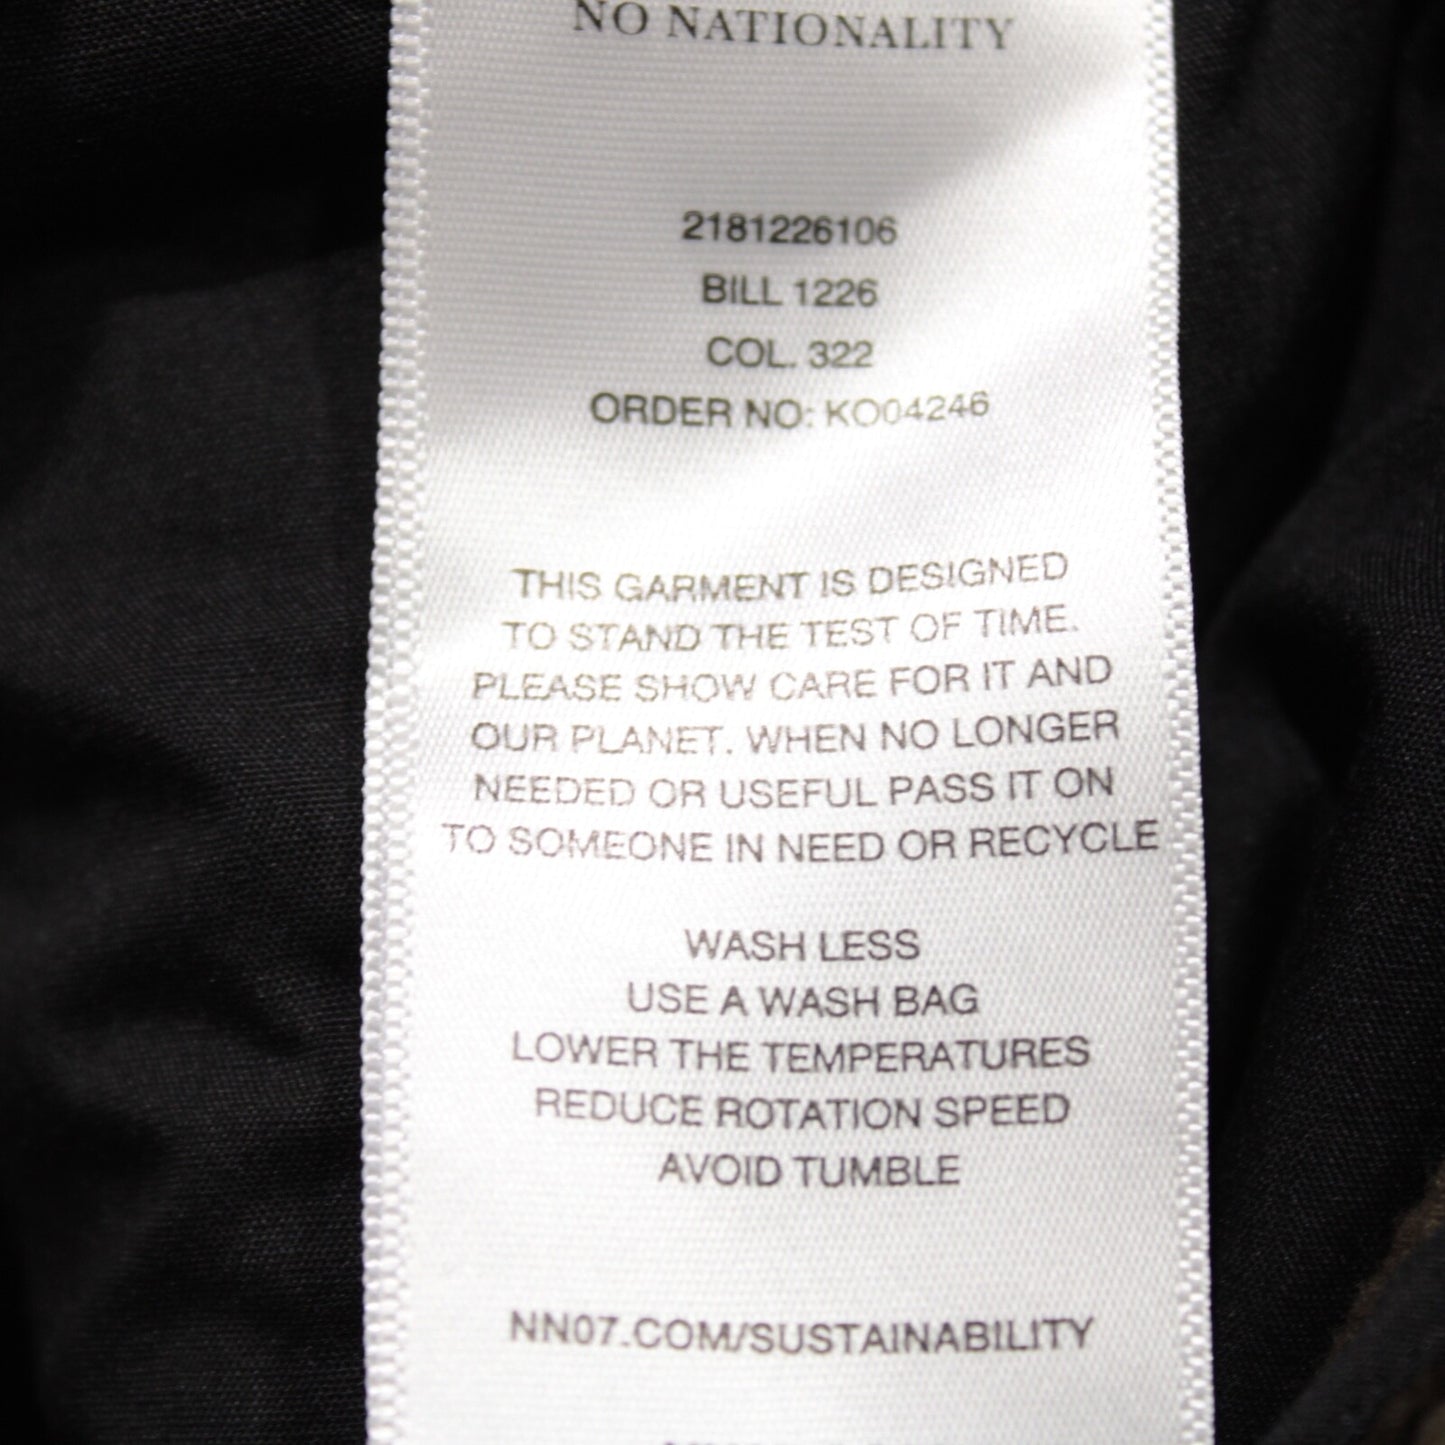 NO NATIONALITY
2181226106
BILL 1226
COL. 322
ORDER NO: KO04246
THIS GARMENT IS DESIGNED
TO STAND THE TEST OF TIME.
PLEASE SHOW CARE FOR IT AND
OUR PLANET. WHEN NO LONGER
NEEDED OR USEFUL PASS IT ON
TO SOMEONE IN NEED OR RECYCLE
WASH LESS
USE A WASH BAG
LOWER THE TEMPERATURES
REDUCE ROTATION SPEED
AVOID TUMBLE
NN07.COM/SUSTAINABILITY